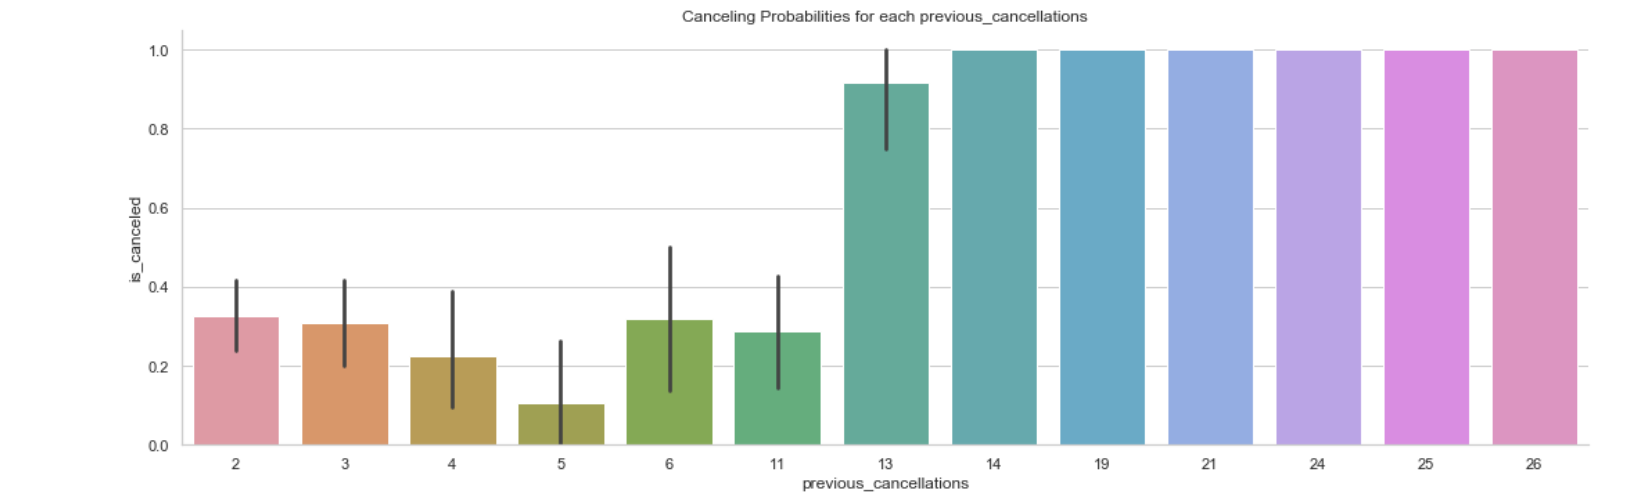 Canceling Probabilities for each previous_cancellations
1.0
0.8
0.6
0.4
0.2
0.0
is_canceled
2 3 4 5 6 11 13 14 19 21 24 25 26
previous_cancellations